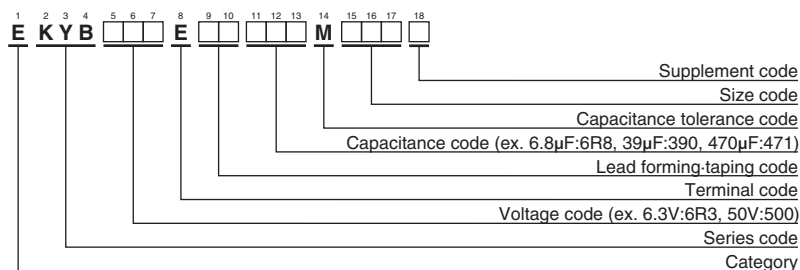 1 2 3 4 5 6 7 8 9 10 11 12 13 14 15 16 17 18
E KYB E M
Supplement code
Size code
Capacitance tolerance code
Capacitance code (ex. 6.8µF:6R8, 39µF:390, 470µF:471)
Lead forming·taping code
Terminal code
Voltage code (ex. 6.3V:6R3, 50V:500)
Series code
Category